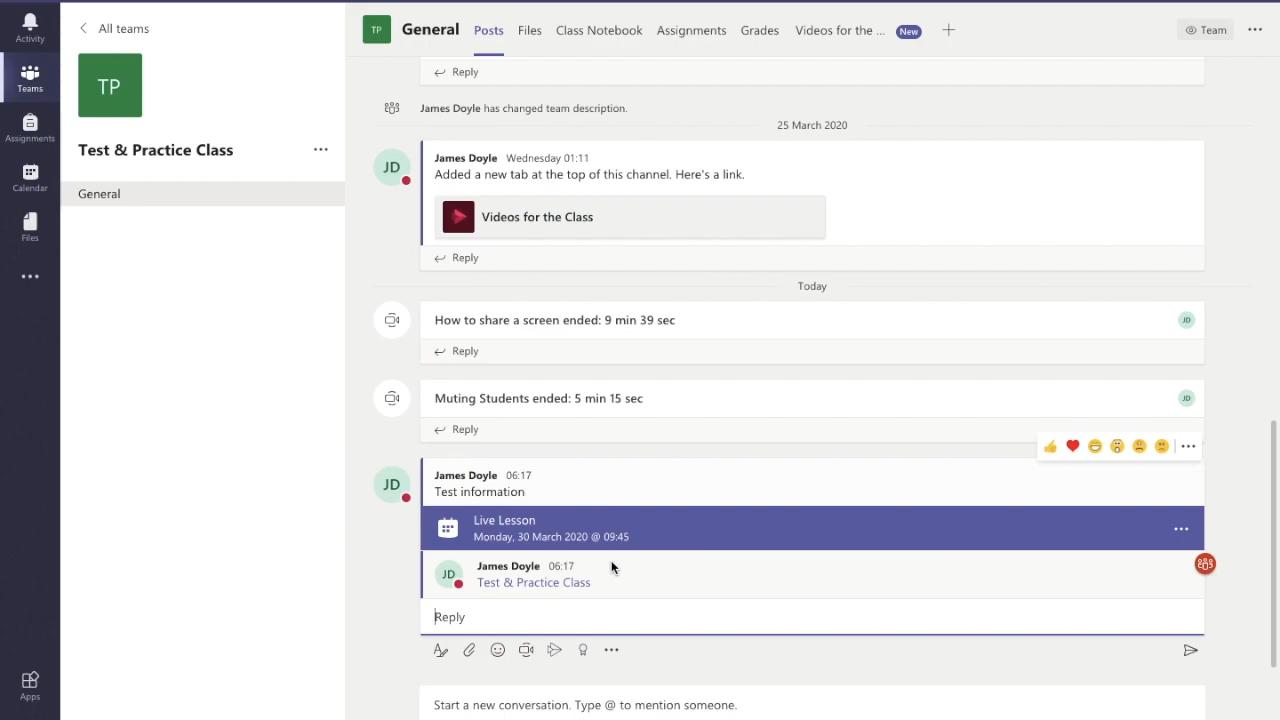 Activity
Teams
Assignments
Calendar
Files
Apps
All teams
TP
Test & Practice Class
General
TP
General
Posts
Files
Class Notebook
Assignments
Grades
Videos for the ...
New
Team
Reply
James Doyle has changed team description.
25 March 2020
JD
James Doyle Wednesday 01:11
Added a new tab at the top of this channel. Here's a link.
Videos for the Class
Reply
Today
How to share a screen ended: 9 min 39 sec
JD
Reply
Muting Students ended: 5 min 15 sec
JD
Reply
JD
James Doyle 06:17
Test information
Live Lesson
Monday, 30 March 2020 @ 09:45
JD
James Doyle 06:17
Test & Practice Class
Reply
Start a new conversation. Type @ to mention someone.